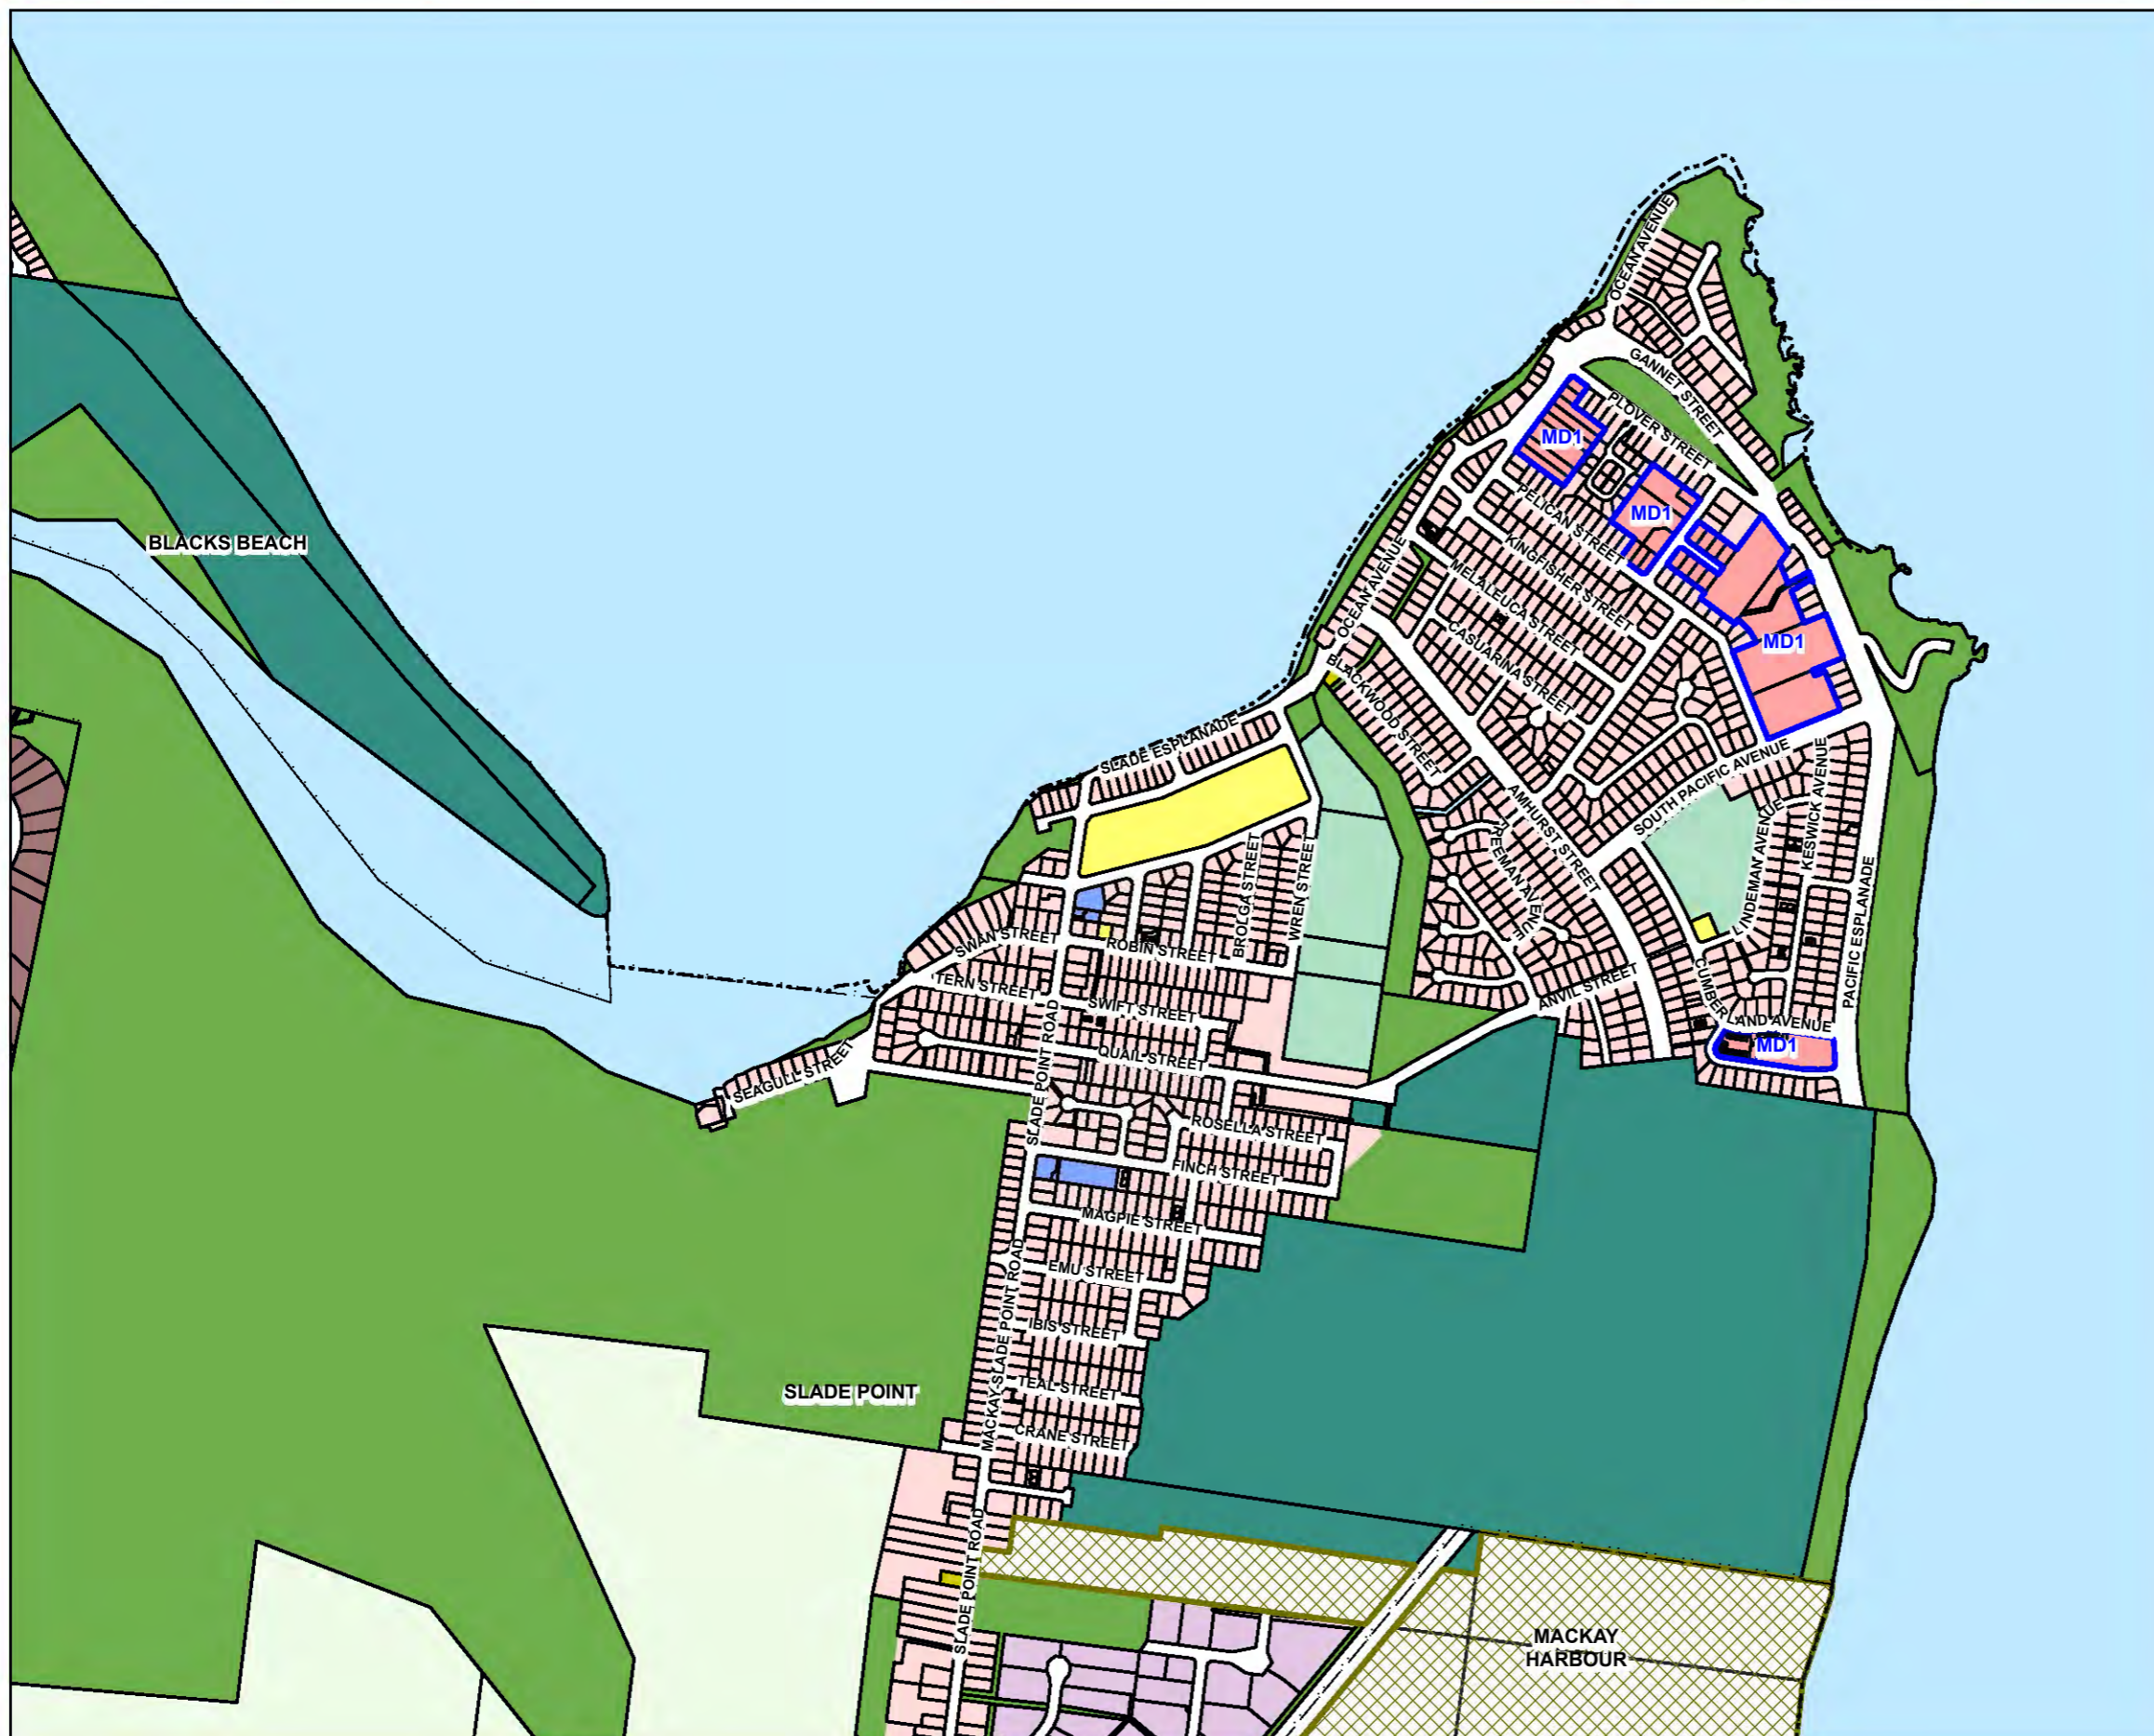 OCEAN AVENUE
GANNET STREET
PLOVER STREET
MD1
MD1
PELICAN STREET
KINGFISHER STREET
BLACKS BEACH
OCEAN AVENUE
MELALEUCA STREET
CASUARINA STREET
MD1
BLACKWOOD STREET
SLADE ESPLANADE
SOUTH PACIFIC AVENUE
KESWICK AVENUE
AMHURST STREET
FREEMAN AVENUE
LINDEMAN AVENUE
PACIFIC ESPLANADE
BROLGA STREET
WREN STREET
SWAN STREET
ROBIN STREET
TERN STREET
SWIFT STREET
ANVIL STREET
CUMBERLAND AVENUE
MD1
QUAIL STREET
SEAGULL STREET
SLADE POINT ROAD
ROSELLA STREET
FINCH STREET
MAGPIE STREET
EMU STREET
MACKAY-SLADE POINT ROAD
IBIS STREET
TEAL STREET
SLADE POINT
CRANE STREET
SLADE POINT ROAD
MACKAY
HARBOUR